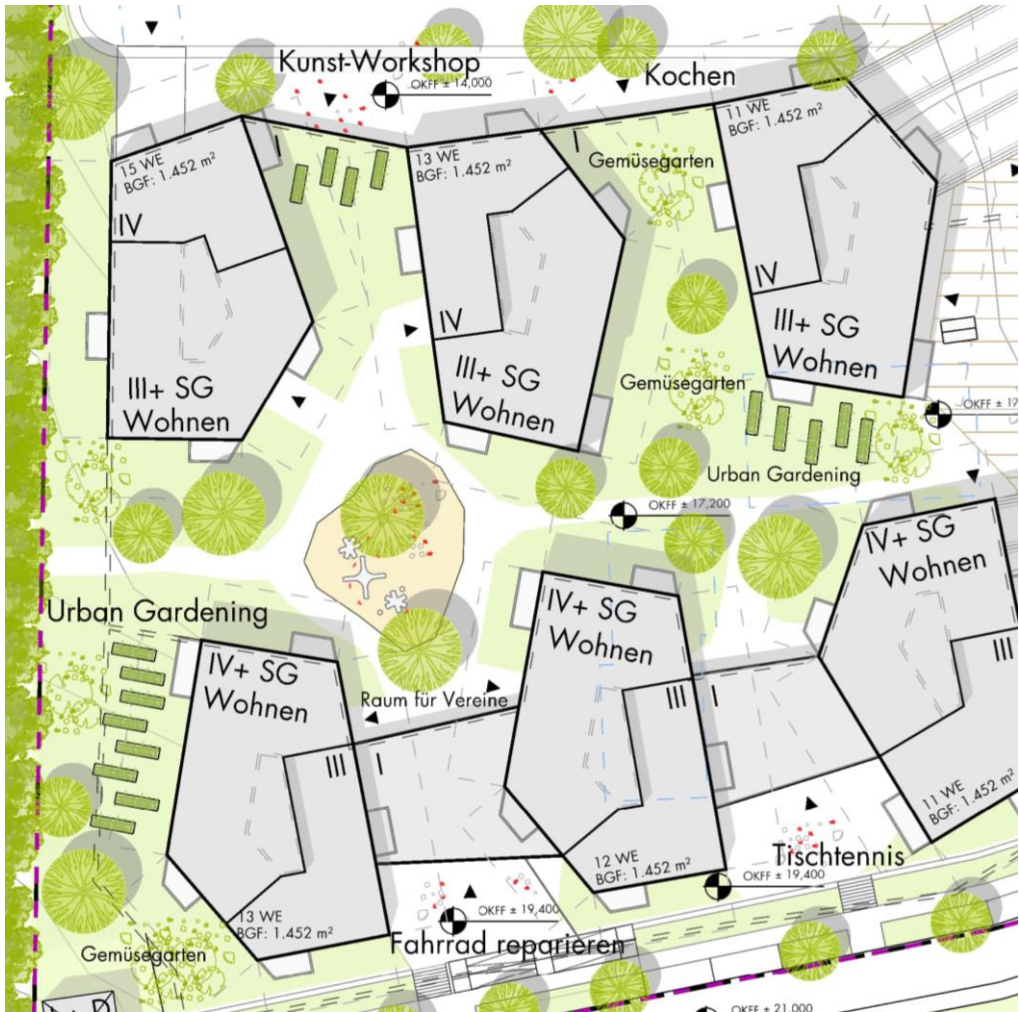 Kunst-Workshop
OKFF ± 14,000
Kochen
15 WE
BGF: 1.452 m²
IV
III+ SG
Wohnen
I
13 WE
BGF: 1.452 m²
IV
III+ SG
Wohnen
I
Gemüsegarten
11 WE
BGF: 1.452 m²
IV
III+ SG
Wohnen
Gemüsegarten
OKFF ± 17
Urban Gardening
OKFF ± 17,200
Urban Gardening
IV+ SG
Wohnen
III
I
13 WE
BGF: 1.452 m²
Raum für Vereine
IV+ SG
Wohnen
III
I
12 WE
BGF: 1.452 m²
IV+ SG
Wohnen
III
11 WE
BGF: 1.452 m²
Tischtennis
OKFF ± 19,400
OKFF ± 19,400
Fahrrad reparieren
Gemüsegarten
OKFF ± 21,000